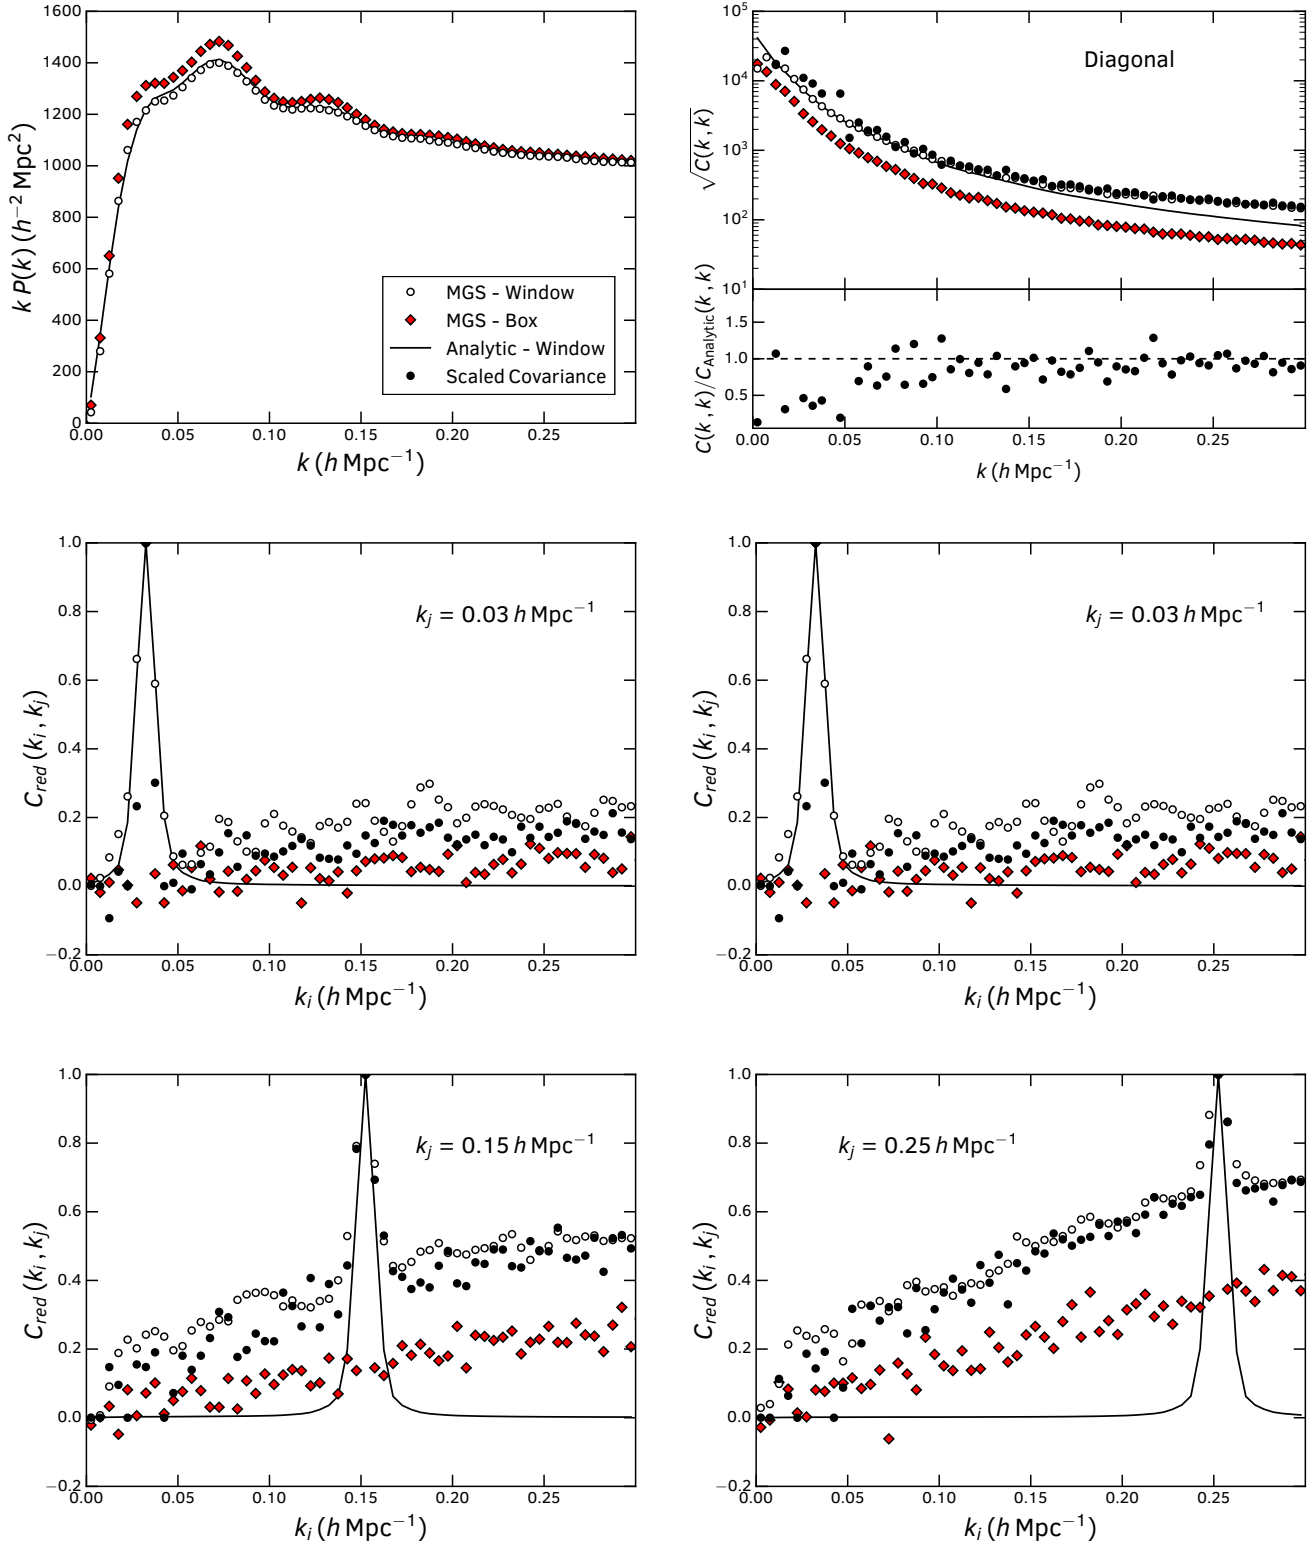 1600
1400
1200
1000
800
600
400
200
0
k P(k) (h⁻² Mpc²)
MGS - Window
MGS - Box
Analytic - Window
Scaled Covariance
0.00 0.05 0.10 0.15 0.20 0.25
k (h Mpc⁻¹)
Diagonal
10⁵
10⁴
10³
10²
10¹
√C(k, k)
1.5
1.0
0.5
C(k, k)/C_Analytic(k, k)
0.00 0.05 0.10 0.15 0.20 0.25
k (h Mpc⁻¹)
k_j = 0.03 h Mpc⁻¹
1.0
0.8
0.6
0.4
0.2
0.0
−0.2
C_red (k_i, k_j)
0.00 0.05 0.10 0.15 0.20 0.25
k_i (h Mpc⁻¹)
k_j = 0.03 h Mpc⁻¹
1.0
0.8
0.6
0.4
0.2
0.0
−0.2
C_red (k_i, k_j)
0.00 0.05 0.10 0.15 0.20 0.25
k_i (h Mpc⁻¹)
k_j = 0.15 h Mpc⁻¹
1.0
0.8
0.6
0.4
0.2
0.0
−0.2
C_red (k_i, k_j)
0.00 0.05 0.10 0.15 0.20 0.25
k_i (h Mpc⁻¹)
k_j = 0.25 h Mpc⁻¹
1.0
0.8
0.6
0.4
0.2
0.0
−0.2
C_red (k_i, k_j)
0.00 0.05 0.10 0.15 0.20 0.25
k_i (h Mpc⁻¹)